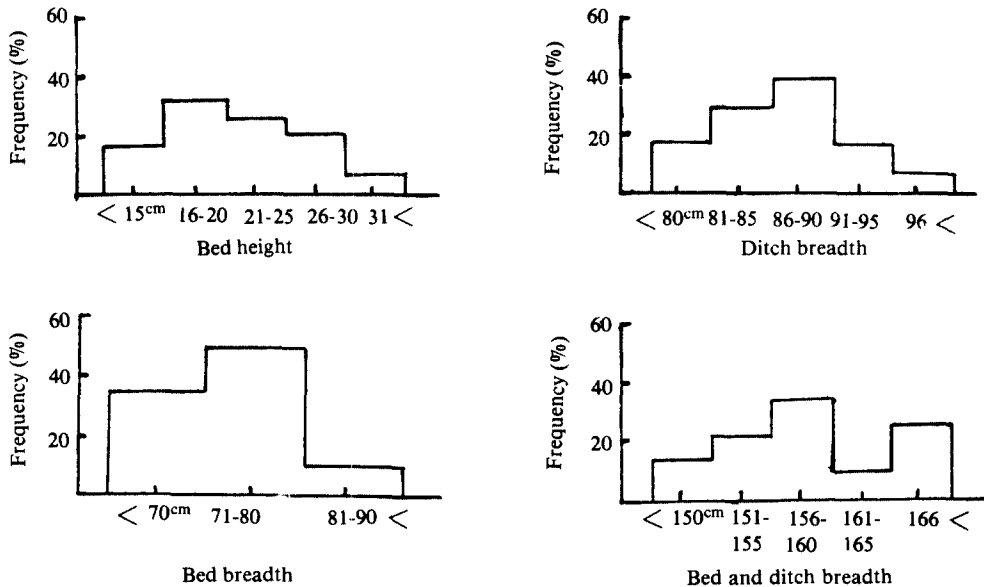 60
40
20
Frequency (%)
< 15cm 16-20 21-25 26-30 31 <
Bed height
60
40
20
Frequency (%)
< 80cm 81-85 86-90 91-95 96 <
Ditch breadth
60
40
20
Frequency (%)
< 70cm 71-80 81-90 <
Bed breadth
60
40
20
Frequency (%)
< 150cm 151- 156- 161- 166 <
155 160 165
Bed and ditch breadth